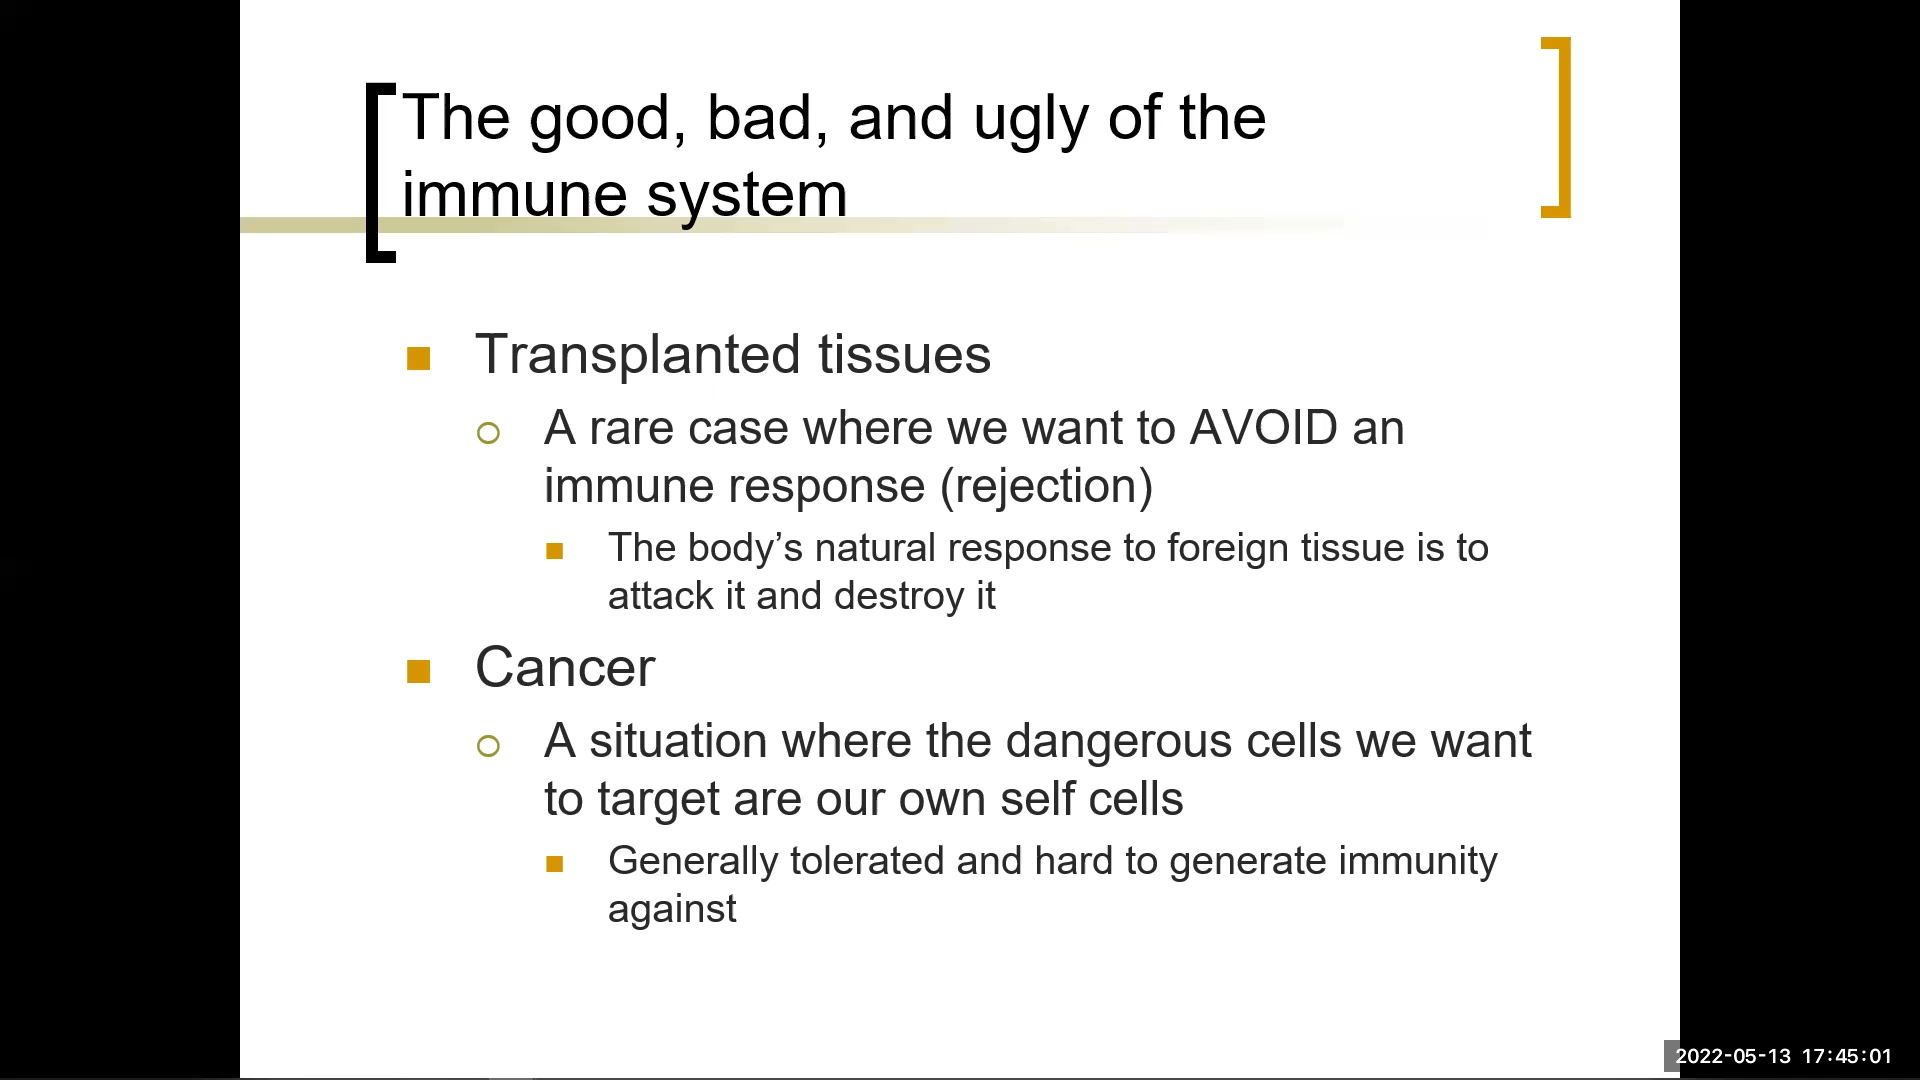 The good, bad, and ugly of the
immune system
Transplanted tissues
A rare case where we want to AVOID an
immune response (rejection)
The body’s natural response to foreign tissue is to
attack it and destroy it
Cancer
A situation where the dangerous cells we want
to target are our own self cells
Generally tolerated and hard to generate immunity
against
2022-05-13 17:45:01